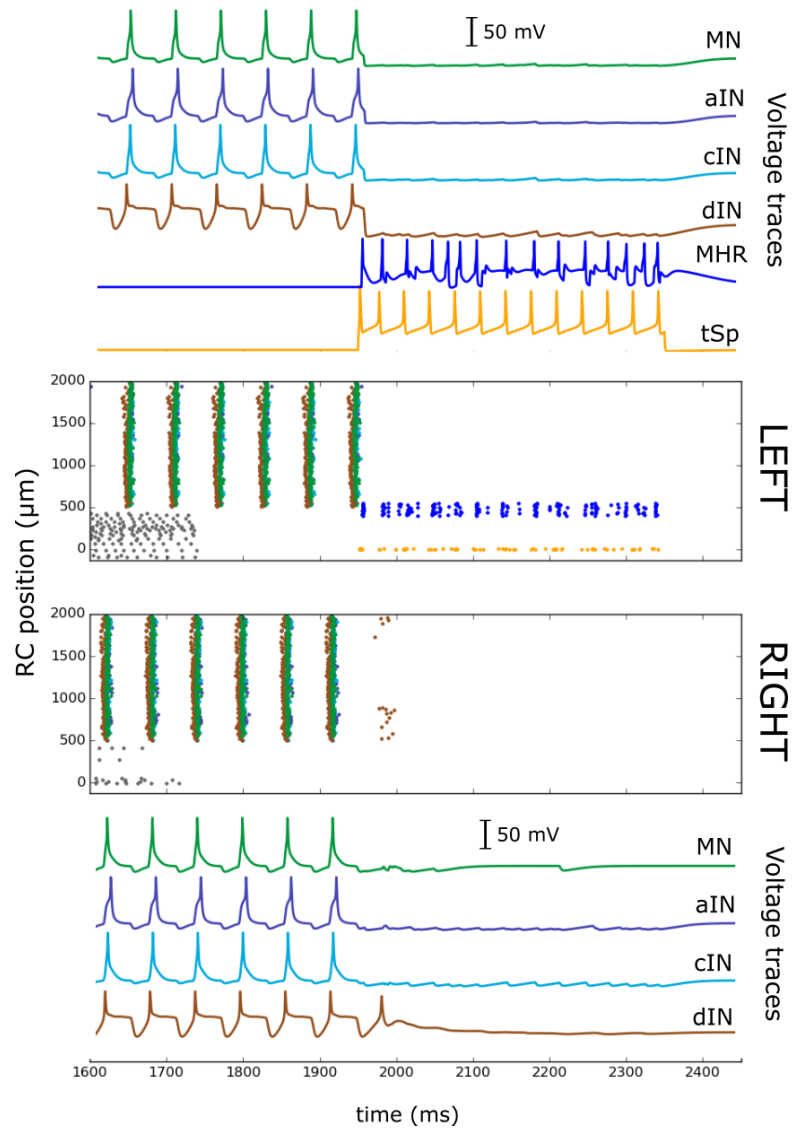 50 mV
MN
aIN
cIN
dIN
MHR
tSp
Voltage traces
2000
1500
1000
500
0
LEFT
RC position (µm)
2000
1500
1000
500
0
RIGHT
50 mV
MN
aIN
cIN
dIN
Voltage traces
1600 1700 1800 1900 2000 2100 2200 2300 2400
time (ms)